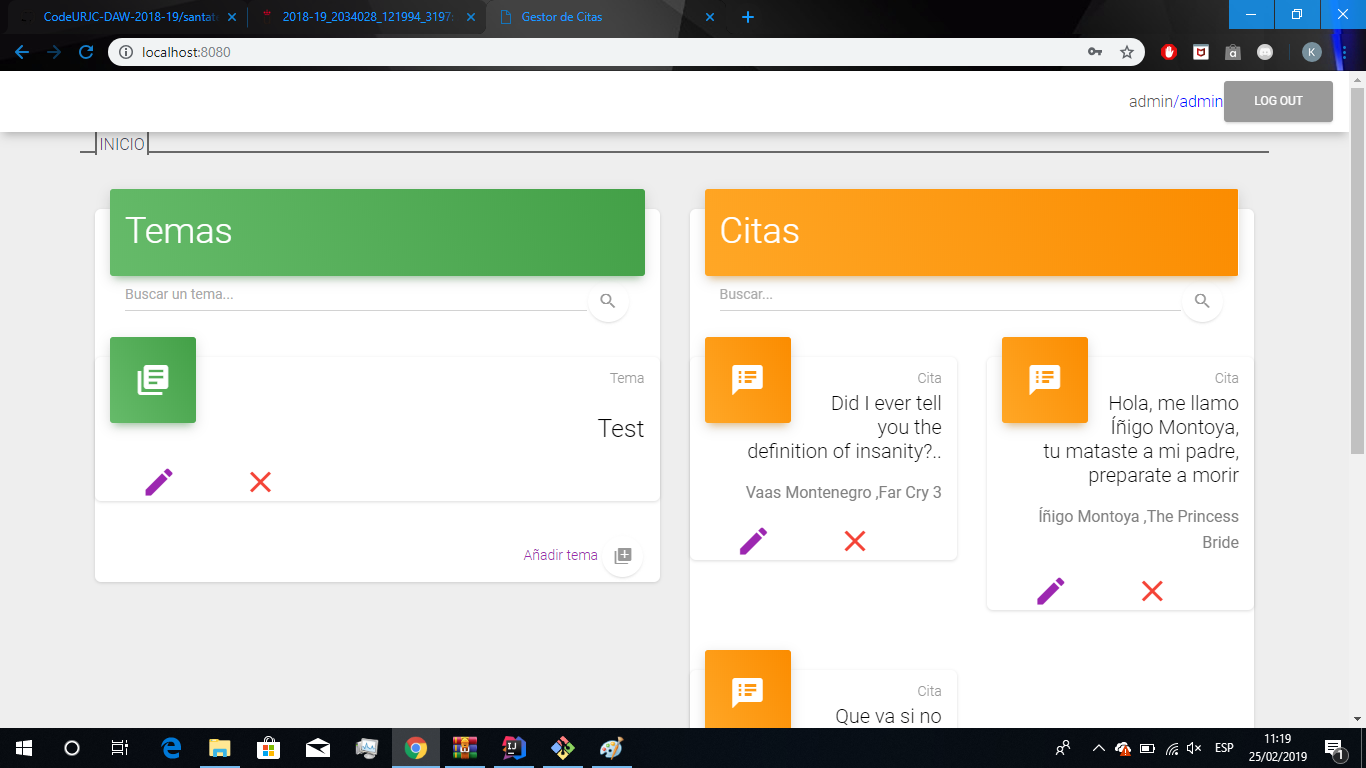 CodeURJC-DAW-2018-19/santat
2018-19_2034028_121994_3197
Gestor de Citas
localhost:8080
K
admin/admin
LOG OUT
INICIO
Temas
Buscar un tema...
Tema
Test
Añadir tema
Citas
Buscar...
Cita
Did I ever tell
you the
definition of insanity?..
Vaas Montenegro ,Far Cry 3
Cita
Hola, me llamo
Íñigo Montoya,
tu mataste a mi padre,
preparate a morir
Íñigo Montoya ,The Princess
Bride
Cita
Que va si no
ESP
11:19
25/02/2019
1